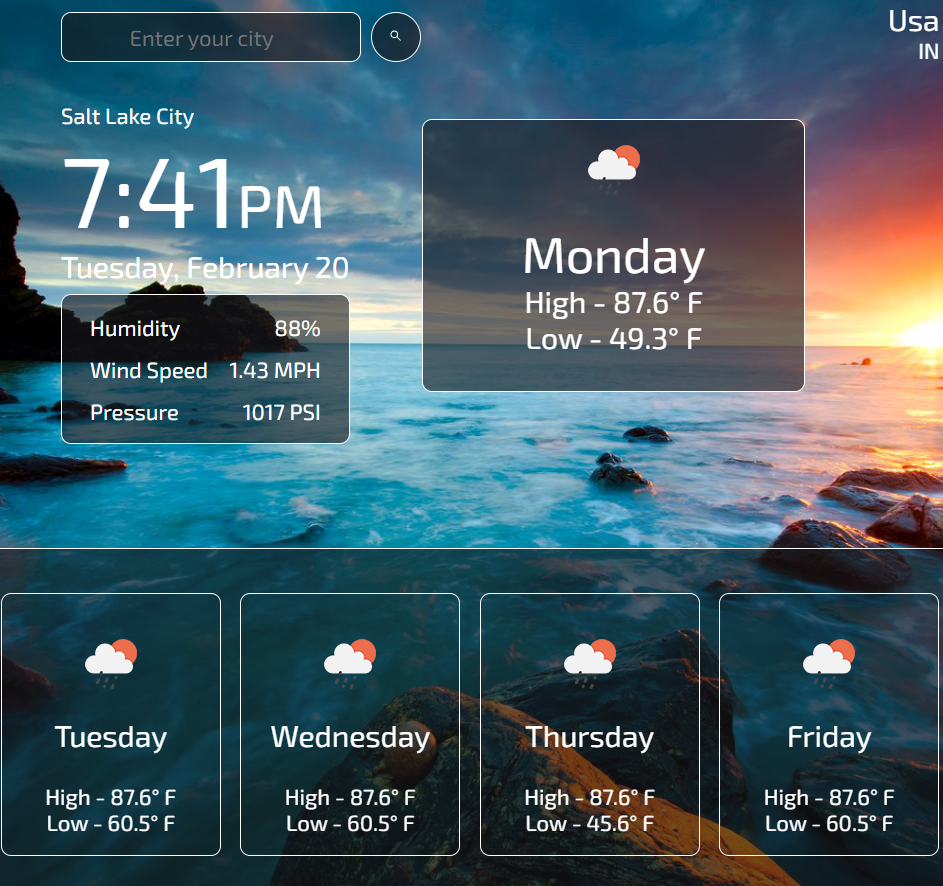 Enter your city
Usa
IN
Salt Lake City
7:41PM
Tuesday, February 20
Humidity 88%
Wind Speed 1.43 MPH
Pressure 1017 PSI
Monday
High - 87.6° F
Low - 49.3° F
Tuesday
High - 87.6° F
Low - 60.5° F
Wednesday
High - 87.6° F
Low - 60.5° F
Thursday
High - 87.6° F
Low - 45.6° F
Friday
High - 87.6° F
Low - 60.5° F